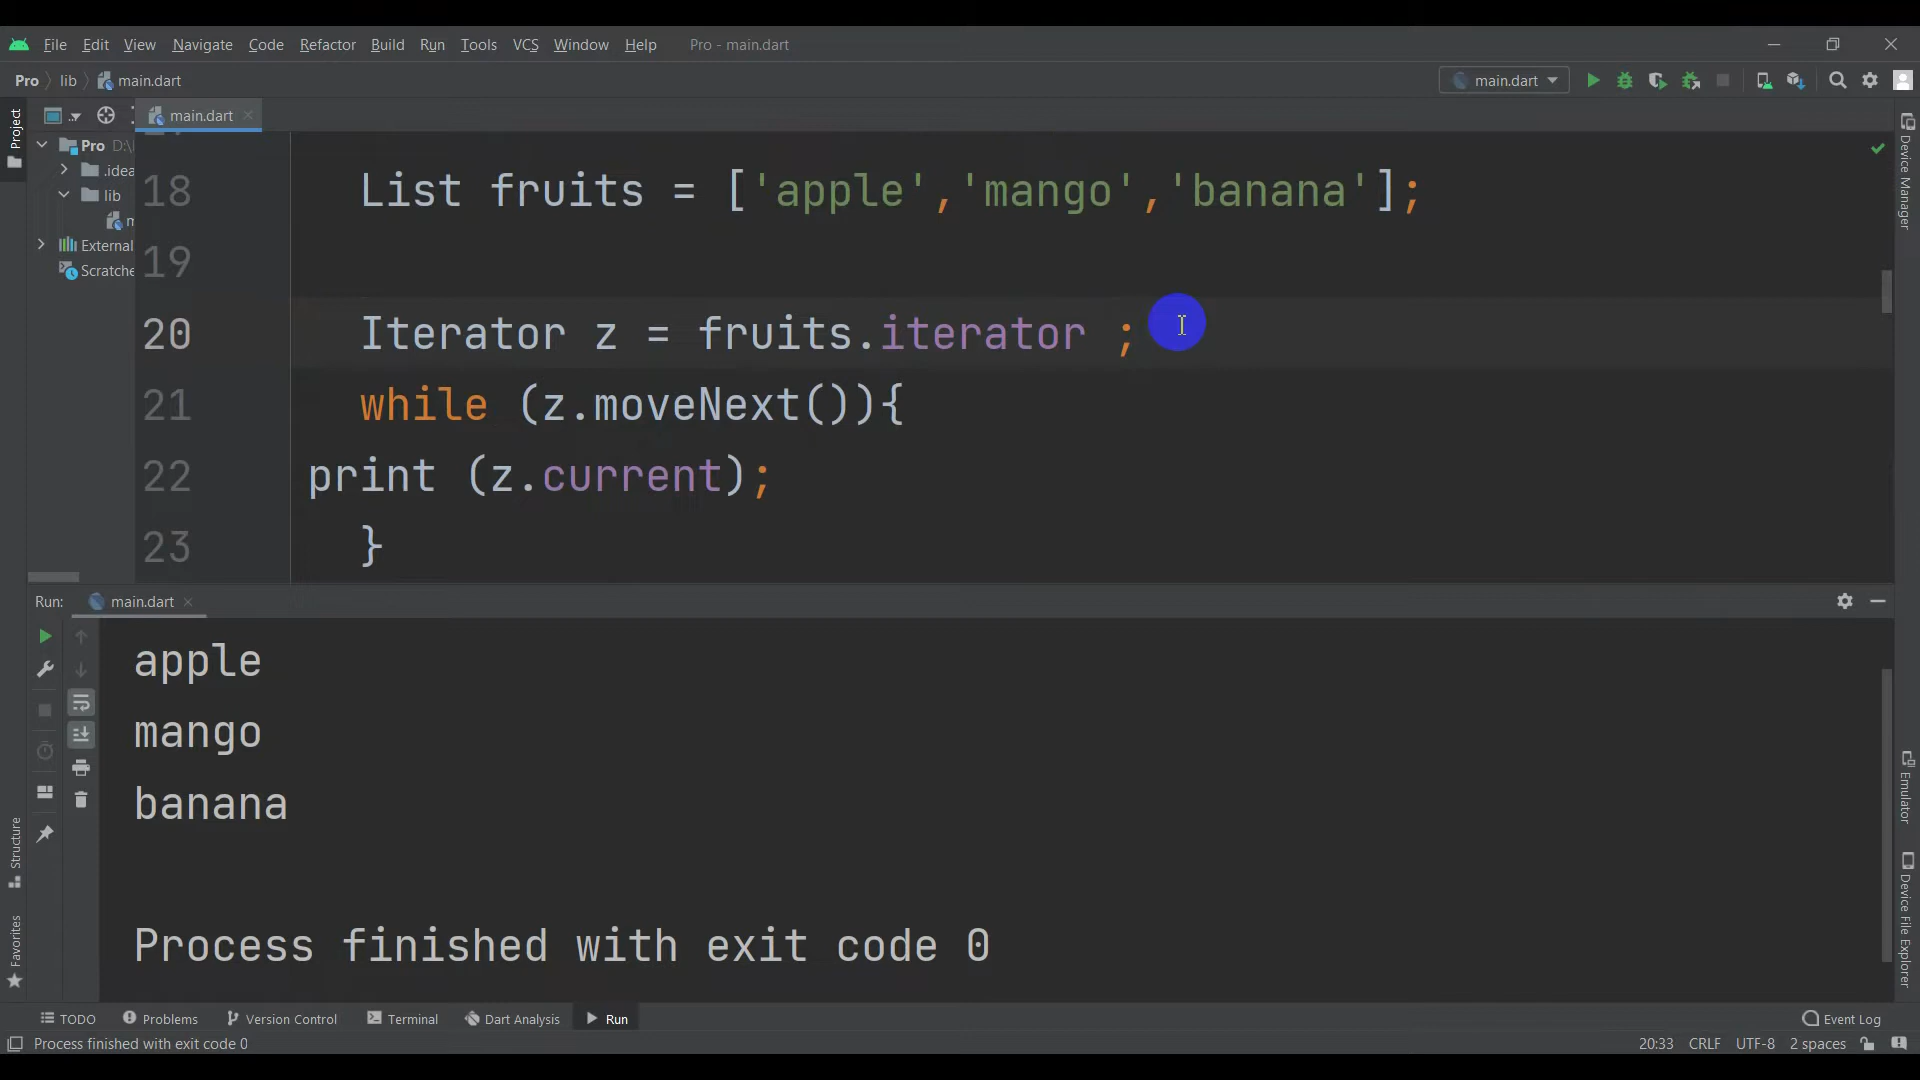 File Edit View Navigate Code Refactor Build Run Tools VCS Window Help Pro - main.dart
Pro lib main.dart main.dart
Project
main.dart
Pro D:\
.idea
lib
m
External
Scratche
18 List fruits = ['apple','mango','banana'];
19
20 Iterator z = fruits.iterator ;
21 while (z.moveNext()){
22 print (z.current);
23 }
Device Manager
Run: main.dart
apple
mango
banana
Process finished with exit code 0
Structure
Favorites
Emulator
Device File Explorer
TODO Problems Version Control Terminal Dart Analysis Run Event Log
Process finished with exit code 0 20:33 CRLF UTF-8 2 spaces